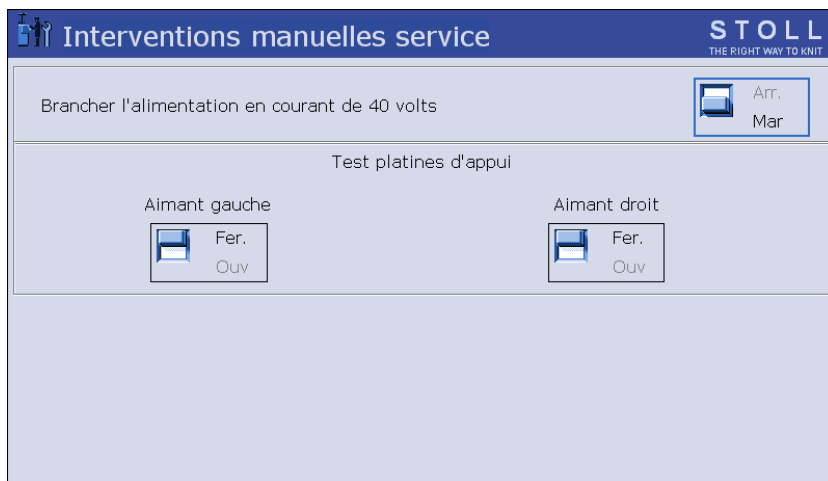 Interventions manuelles service
STOLL
THE RIGHT WAY TO KNIT
Brancher l'alimentation en courant de 40 volts
Arr.
Mar
Test platines d'appui
Aimant gauche
Aimant droit
Fer.
Ouv
Fer.
Ouv